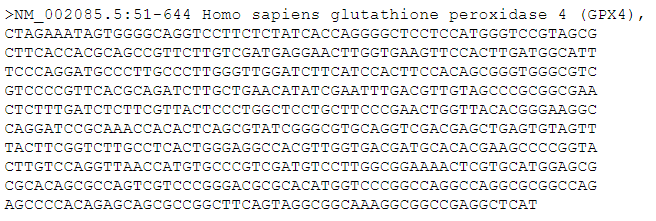 >NM_002085.5:51-644 Homo sapiens glutathione peroxidase 4 (GPX4),
CTAGAAATAGTGGGGCAGGTCCTTCTCTATCACCAGGGGCTCCTCCATGGGTCCGTAGCG
CTTCACCACGCAGCCGTTCTTGTCGATGAGGAACTTGGTGAAGTTCCACTTGATGGCATT
TCCCAGGATGCCCTTGCCCTTGGGTTGGATCTTCATCCACTTCCACAGCGGGTGGGCGTC
GTCCCCGTTCACGCAGATCTTGCTGAACATATCGAATTTGACGTTGTAGCCCGCGGCGAA
CTCTTTGATCTCTTCGTTACTCCCTGGCTCCTGCTTCCCGAACTGGTTACACGGGAAGGC
CAGGATCCGCAAACCACACTCAGCGTATCGGGCGTGCAGGTCGACGAGCTGAGTGTAGTT
TACTTCGGTCTTGCCTCACTGGGAGGCCACGTTGGTGACGATGCACACGAAGCCCCGGTA
CTTGTCCAGGTTAACCATGTGCCCGTCGATGTCCTTGGCGGAAAACTCGTGCATGGAGCG
CGCACAGCGCCAGTCGTCCCGGGACGCGCACATGGTCCCGGCCAGGCCAGGCGCGGCCAG
AGCCCCACAGAGCAGCGCCGGCTTCAGTAGGCGGCAAAGGCGGCCGAGGCTCAT